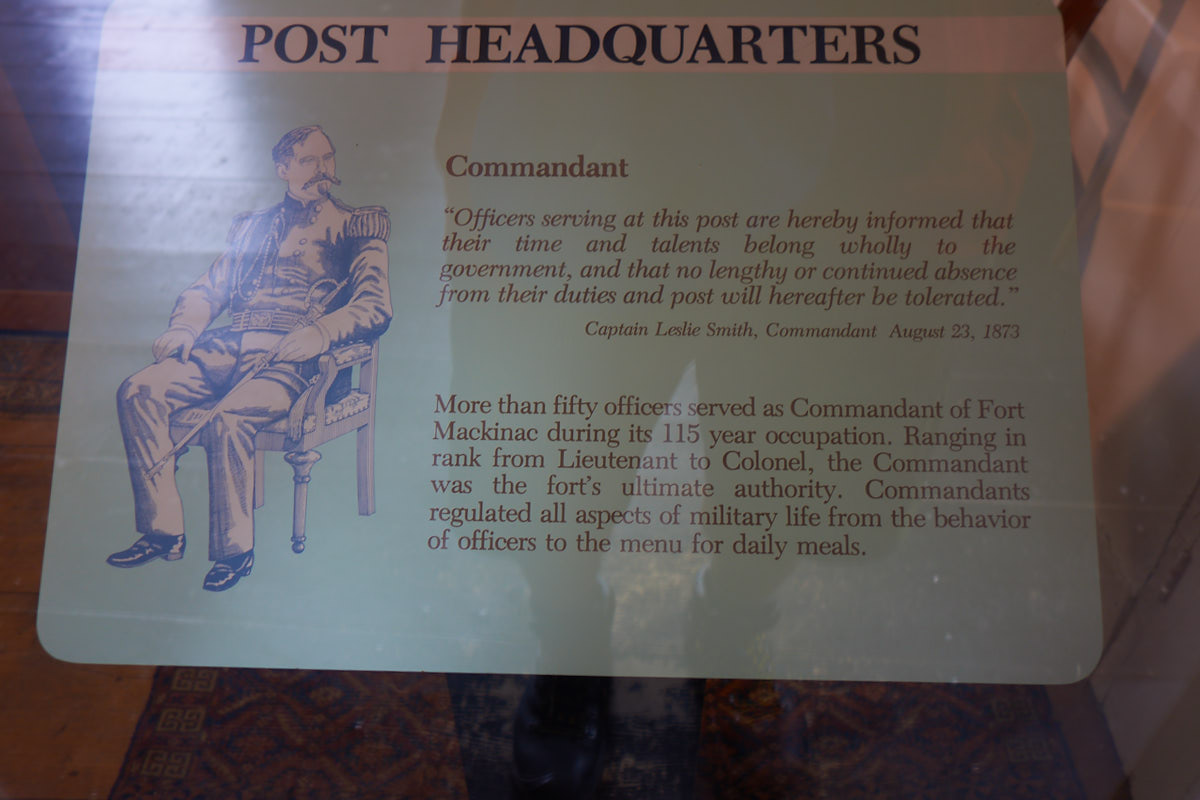 POST HEADQUARTERS
Commandant
“Officers serving at this post are hereby informed that
their time and talents belong wholly to the
government, and that no lengthy or continued absence
from their duties and post will hereafter be tolerated.”
Captain Leslie Smith, Commandant August 23, 1873
More than fifty officers served as Commandant of Fort
Mackinac during its 115 year occupation. Ranging in
rank from Lieutenant to Colonel, the Commandant
was the fort’s ultimate authority. Commandants
regulated all aspects of military life from the behavior
of officers to the menu for daily meals.